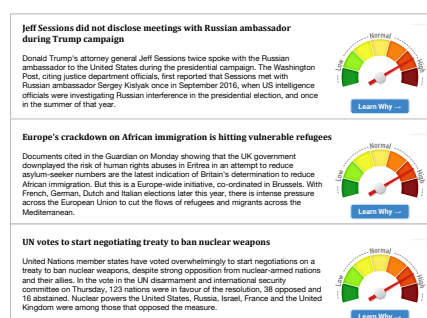 Jeff Sessions did not disclose meetings with Russian ambassador
during Trump campaign
Donald Trump's attorney general Jeff Sessions twice spoke with the Russian
ambassador to the United States during the presidential campaign. The Washington
Post, citing justice department officials, first reported that Sessions met with
Russian ambassador Sergey Kislyak once in September 2016, when US intelligence
officials were investigating Russian interference in the presidential election, and once
in the summer of that year.
Low
Normal
High
Learn Why →
Europe's crackdown on African immigration is hitting vulnerable refugees
Documents cited in the Guardian on Monday showing that the UK government
downplayed the risk of human rights abuses in Eritrea in an attempt to reduce
asylum-seeker numbers are the latest indication of Britain's determination to reduce
African immigration. But this is a Europe-wide initiative, co-ordinated in Brussels. With
French, German, Dutch and Italian elections later this year, there is intense pressure
across the European Union to cut the flows of refugees and migrants across the
Mediterranean.
Low
Normal
High
Learn Why →
UN votes to start negotiating treaty to ban nuclear weapons
United Nations member states have voted overwhelmingly to start negotiations on a
treaty to ban nuclear weapons, despite strong opposition from nuclear-armed nations
and their allies. In the vote in the UN disarmament and international security
committee on Thursday, 123 nations were in favour of the resolution, 38 opposed and
16 abstained. Nuclear powers the United States, Russia, Israel, France and the United
Kingdom were among those that opposed the measure.
Low
Normal
High
Learn Why →